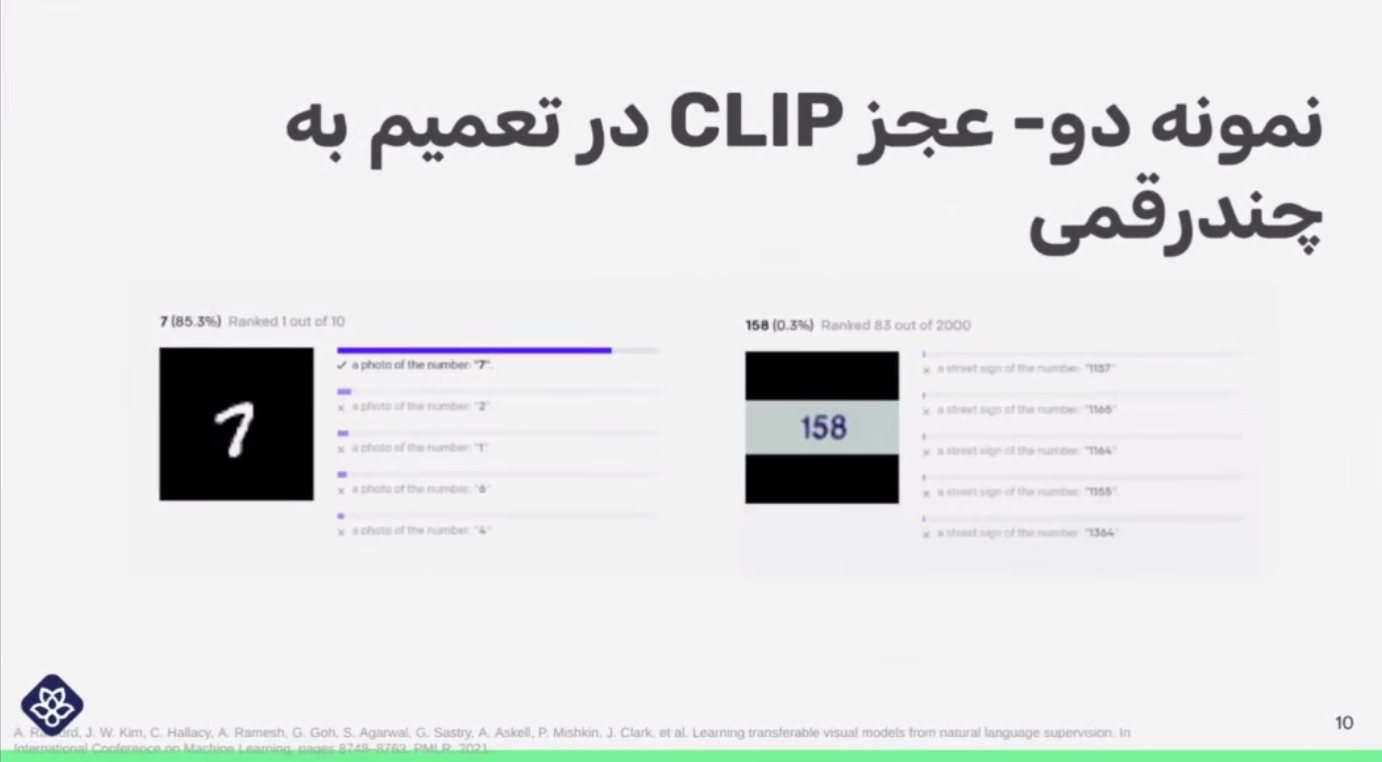 نمونه دو- عجز CLIP در تعمیم به
چندرقمی
7 (85.3%) Ranked 1 out of 10
7
✓ a photo of the number: "7".
× a photo of the number: "2".
× a photo of the number: "1".
× a photo of the number: "6".
× a photo of the number: "4".
158 (0.3%) Ranked 83 out of 2000
158
× a street sign of the number: "1157".
× a street sign of the number: "1165".
× a street sign of the number: "1164".
× a street sign of the number: "1155".
× a street sign of the number: "1364".
A. Radford, J. W. Kim, C. Hallacy, A. Ramesh, G. Goh, S. Agarwal, G. Sastry, A. Askell, P. Mishkin, J. Clark, et al. Learning transferable visual models from natural language supervision. In
International Conference on Machine Learning, pages 8748–8763. PMLR, 2021.
10